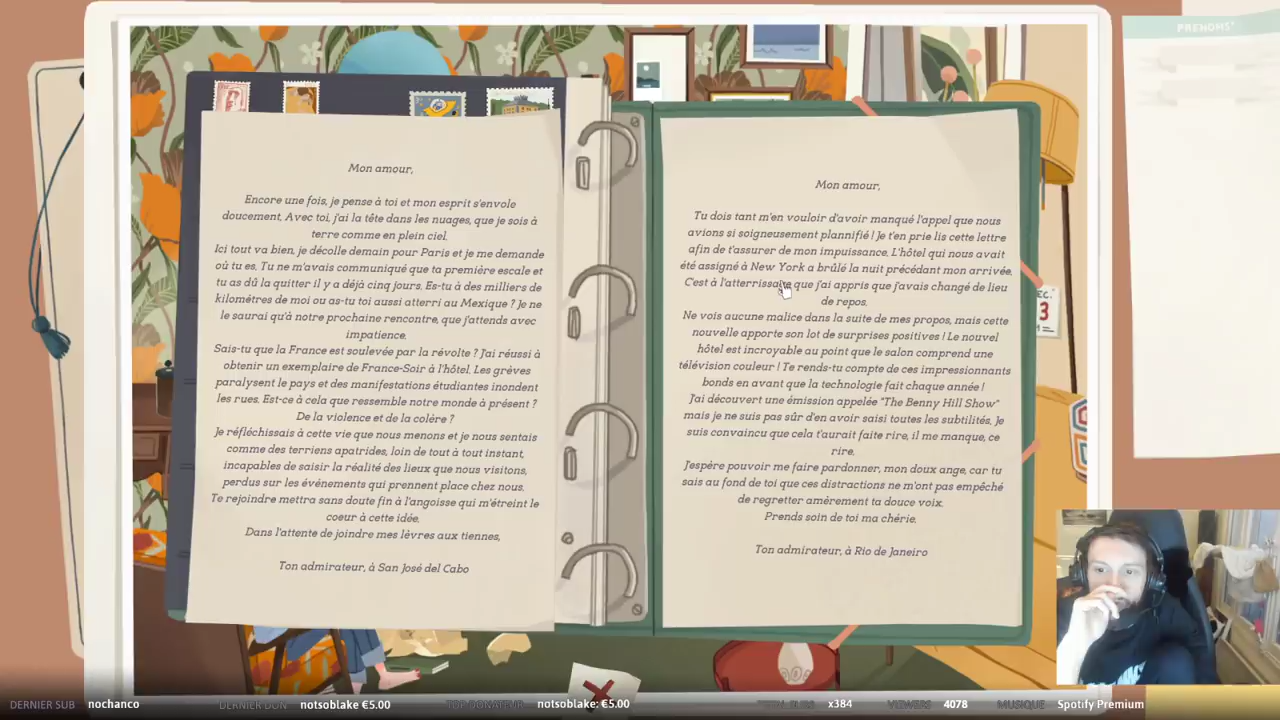 PRENOMS'
Mon amour,
Encore une fois, je pense à toi et mon esprit s'envole
doucement. Avec toi, j'ai la tête dans les nuages, que je sois à
terre comme en plein ciel.
Ici tout va bien, je décolle demain pour Paris et je me demande
où tu es. Tu ne m'avais communiqué que ta première escale et
tu as dû la quitter il y a déjà cinq jours. Es-tu à des milliers de
kilomètres de moi ou as-tu toi aussi atterri au Mexique ? Je ne
le saurai qu'à notre prochaine rencontre, que j'attends avec
impatience.
Sais-tu que la France est soulevée par la révolte ? J'ai réussi à
obtenir un exemplaire de France-Soir à l'hôtel. Les grèves
paralysent le pays et des manifestations étudiantes inondent
les rues. Est-ce à cela que ressemble notre monde à présent ?
De la violence et de la colère ?
Je réfléchissais à cette vie que nous menons et je nous sentais
comme des terriens apatrides, loin de tout à tout instant,
incapables de saisir la réalité des lieux que nous visitons,
perdus sur les événements qui prennent place chez nous.
Te rejoindre mettra sans doute fin à l'angoisse qui m'étreint le
coeur à cette idée.
Dans l'attente de joindre mes lèvres aux tiennes,
Ton admirateur, à San José del Cabo
Mon amour,
Tu dois tant m'en vouloir d'avoir manqué l'appel que nous
avions si soigneusement plannifié ! Je t'en prie lis cette lettre
afin de t'assurer de mon impuissance. L'hôtel qui nous avait
été assigné à New York a brûlé la nuit précédant mon arrivée.
C'est à l'atterrissage que j'ai appris que j'avais changé de lieu
de repos.
Ne vois aucune malice dans la suite de mes propos, mais cette
nouvelle apporte son lot de surprises positives ! Le nouvel
hôtel est incroyable au point que le salon comprend une
télévision couleur ! Te rends-tu compte de ces impressionnants
bonds en avant que la technologie fait chaque année !
J'ai découvert une émission appelée "The Benny Hill Show"
mais je ne suis pas sûr d'en avoir saisi toutes les subtilités. Je
suis convaincu que cela t'aurait faite rire, il me manque, ce
rire.
J'espère pouvoir me faire pardonner, mon doux ange, car tu
sais au fond de toi que ces distractions ne m'ont pas empêché
de regretter amèrement ta douce voix.
Prends soin de toi ma chérie.
Ton admirateur, à Rio de Janeiro
EC.
3
DERNIER SUB nochanco DERNIER DON notsoblake €5.00 notsoblake: €5.00 x384 VIEWERS 4078 MUSIQUE Spotify Premium